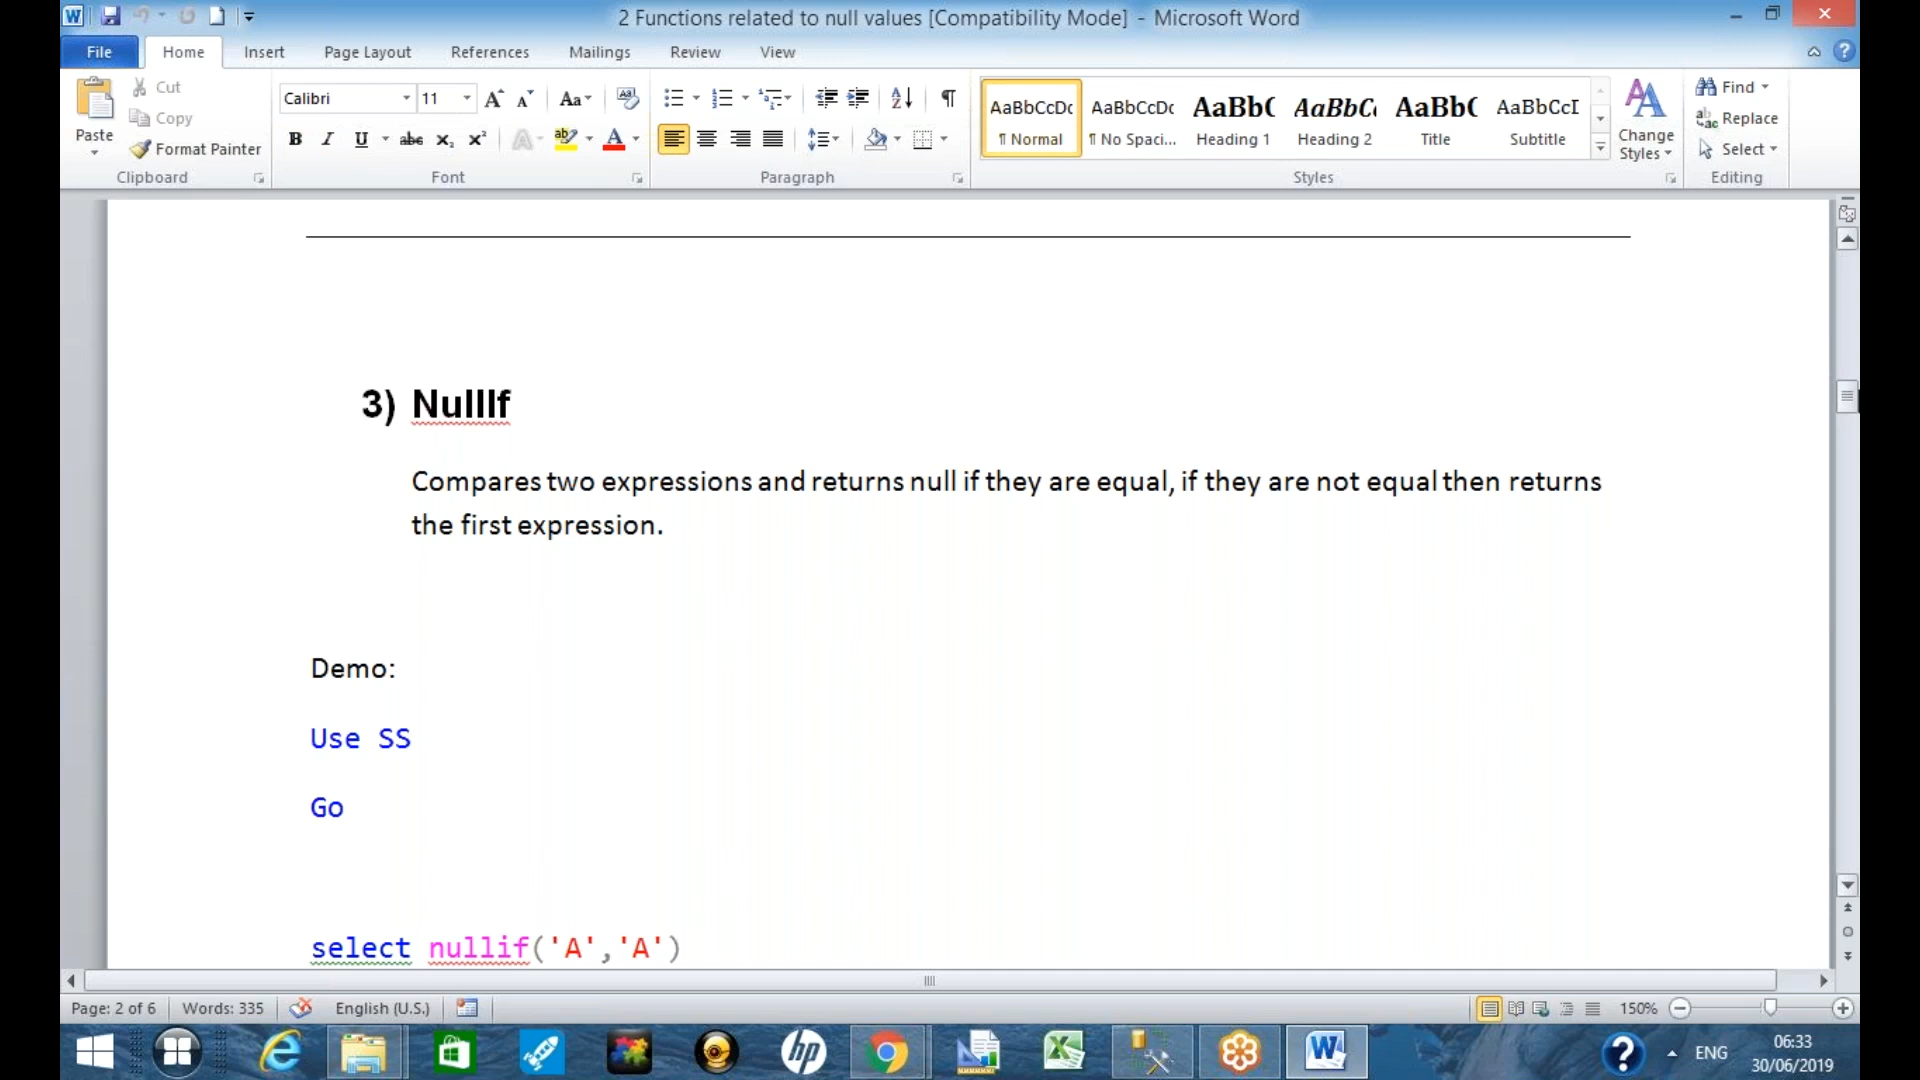 2 Functions related to null values [Compatibility Mode] - Microsoft Word
File Home Insert Page Layout References Mailings Review View
Paste
Cut
Copy
Format Painter
Clipboard
Calibri 11
Font
Paragraph
AaBbCcDc AaBbCcDc AaBbC AaBbC AaBbC AaBbCcI
¶ Normal ¶ No Spaci... Heading 1 Heading 2 Title Subtitle
Change
Styles
Styles
Find
Replace
Select
Editing
3) NullIf
Compares two expressions and returns null if they are equal, if they are not equal then returns
the first expression.
Demo:
Use SS
Go
select nullif('A','A')
Page: 2 of 6 Words: 335 English (U.S.) 150%
ENG
06:33
30/06/2019